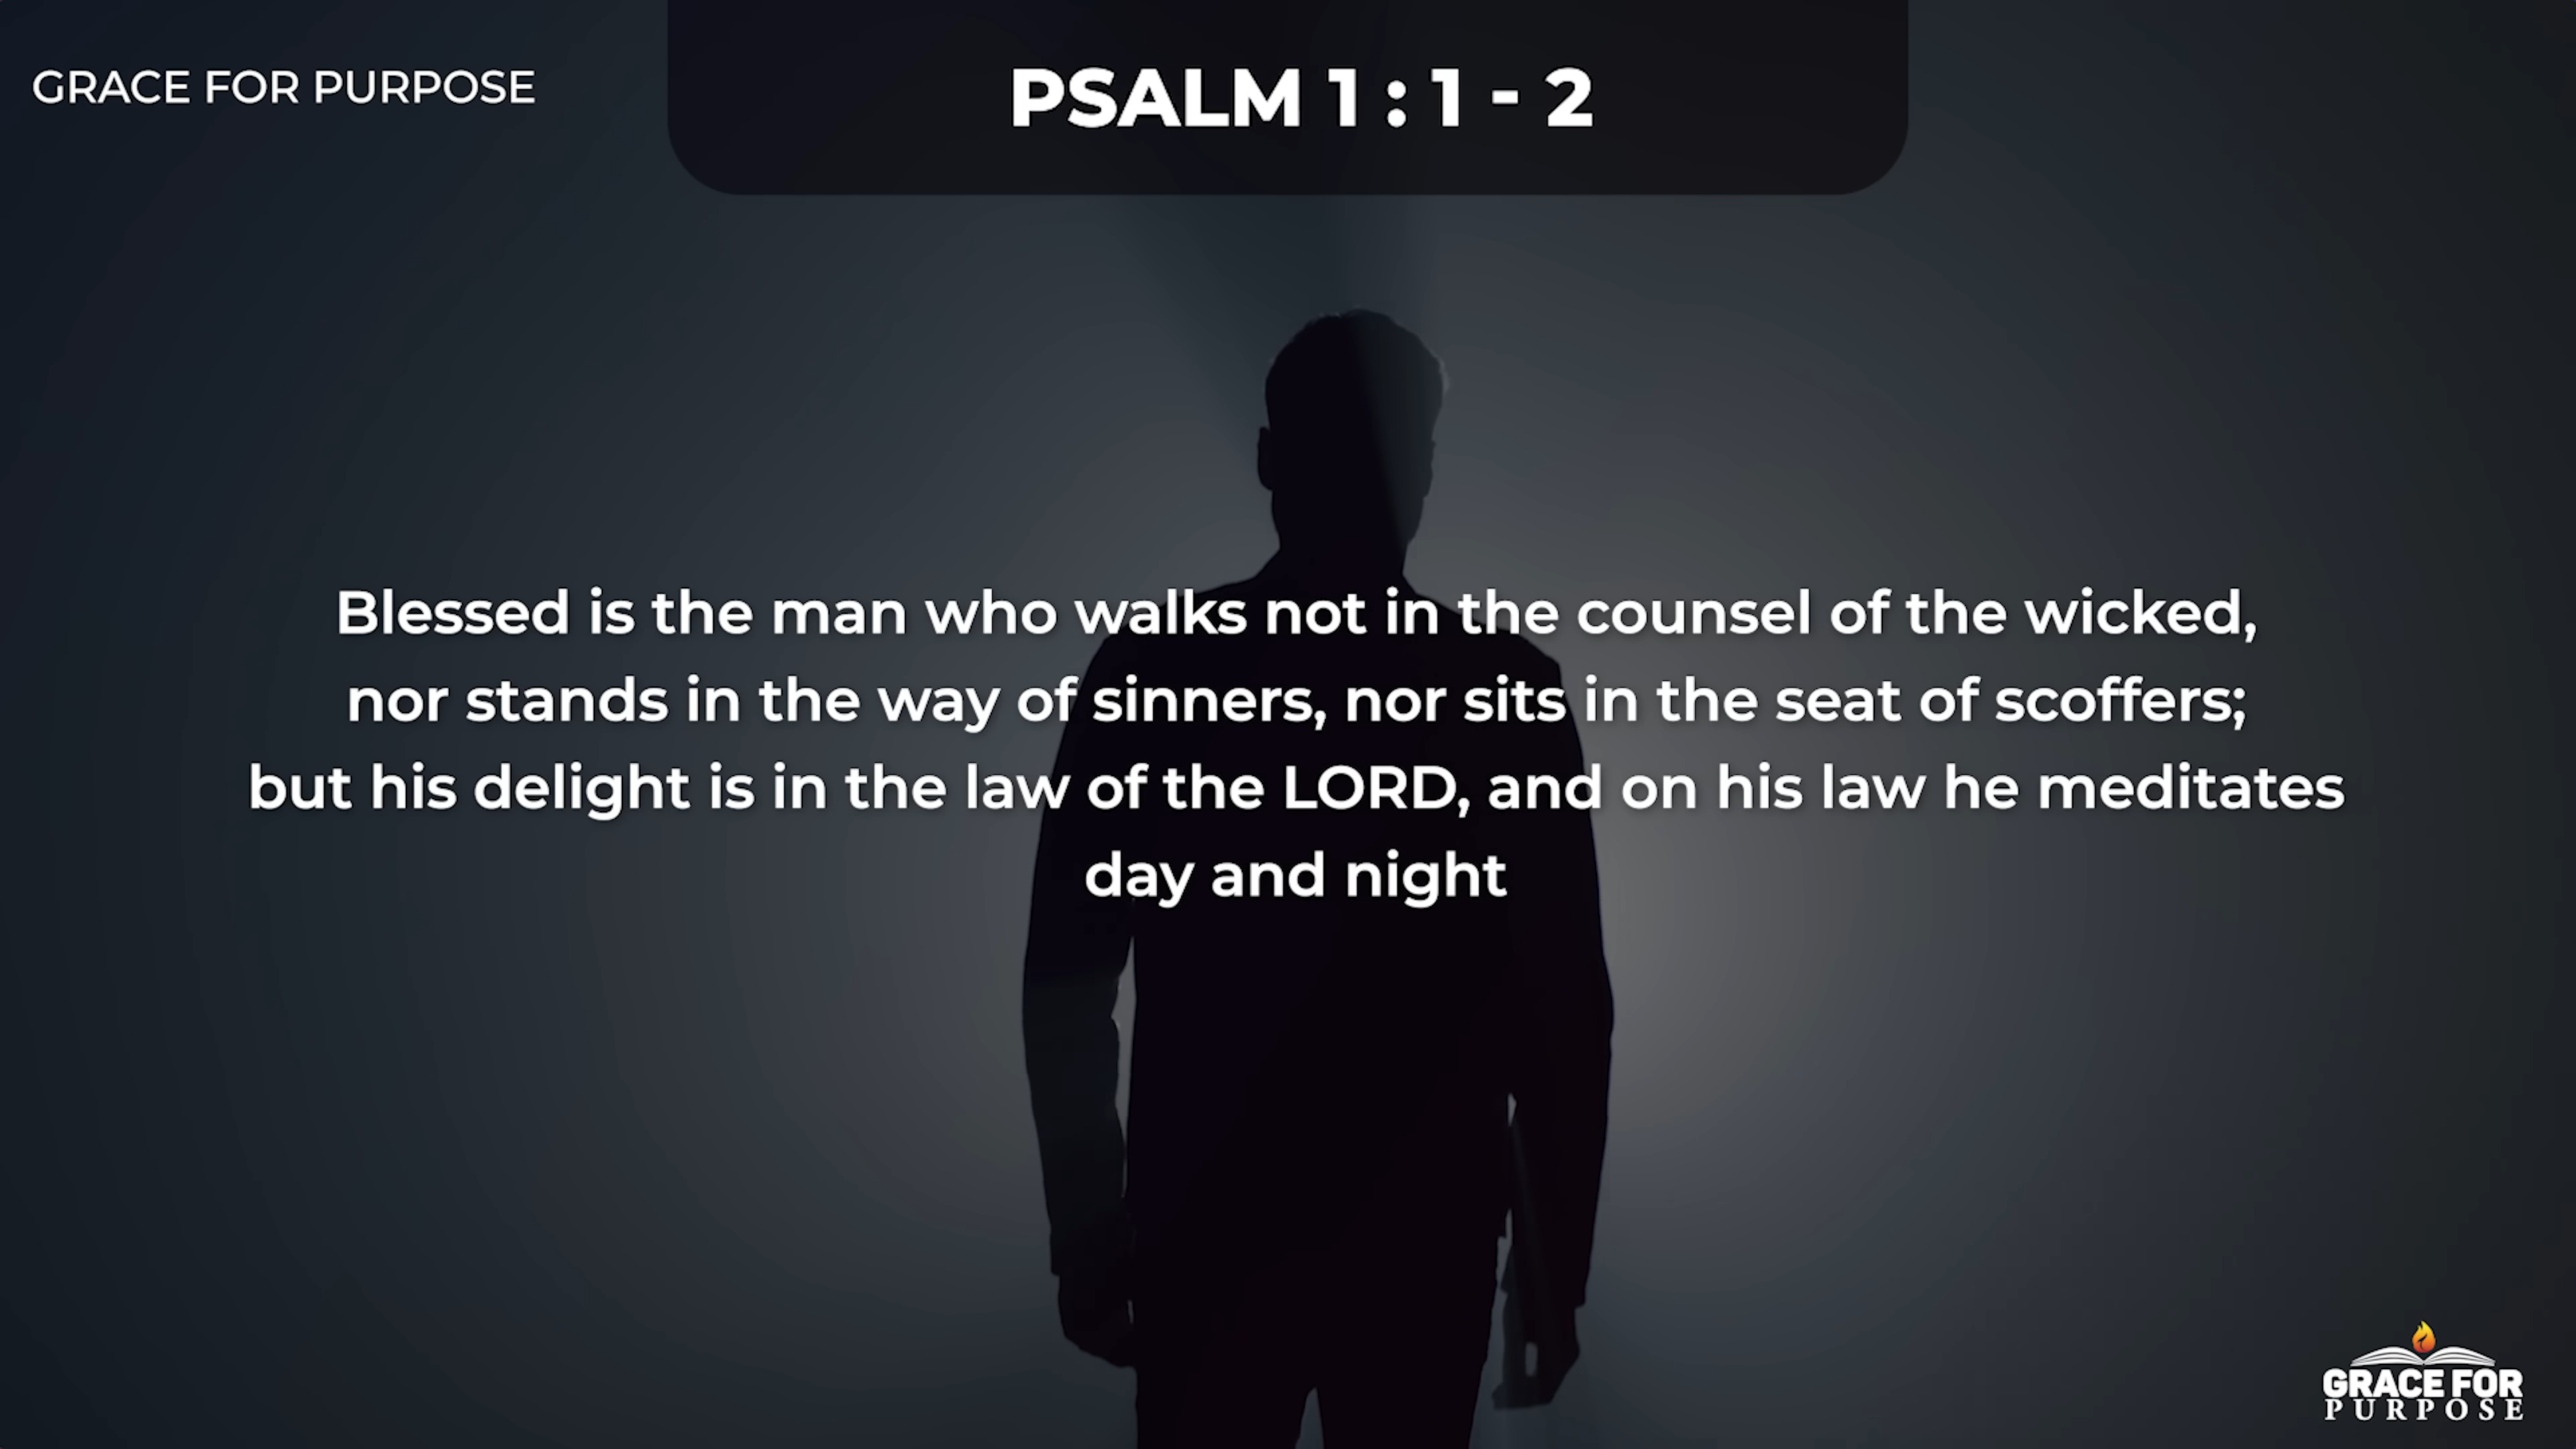 GRACE FOR PURPOSE
PSALM 1 : 1 - 2
Blessed is the man who walks not in the counsel of the wicked,
nor stands in the way of sinners, nor sits in the seat of scoffers;
but his delight is in the law of the LORD, and on his law he meditates
day and night
GRACE FOR
PURPOSE